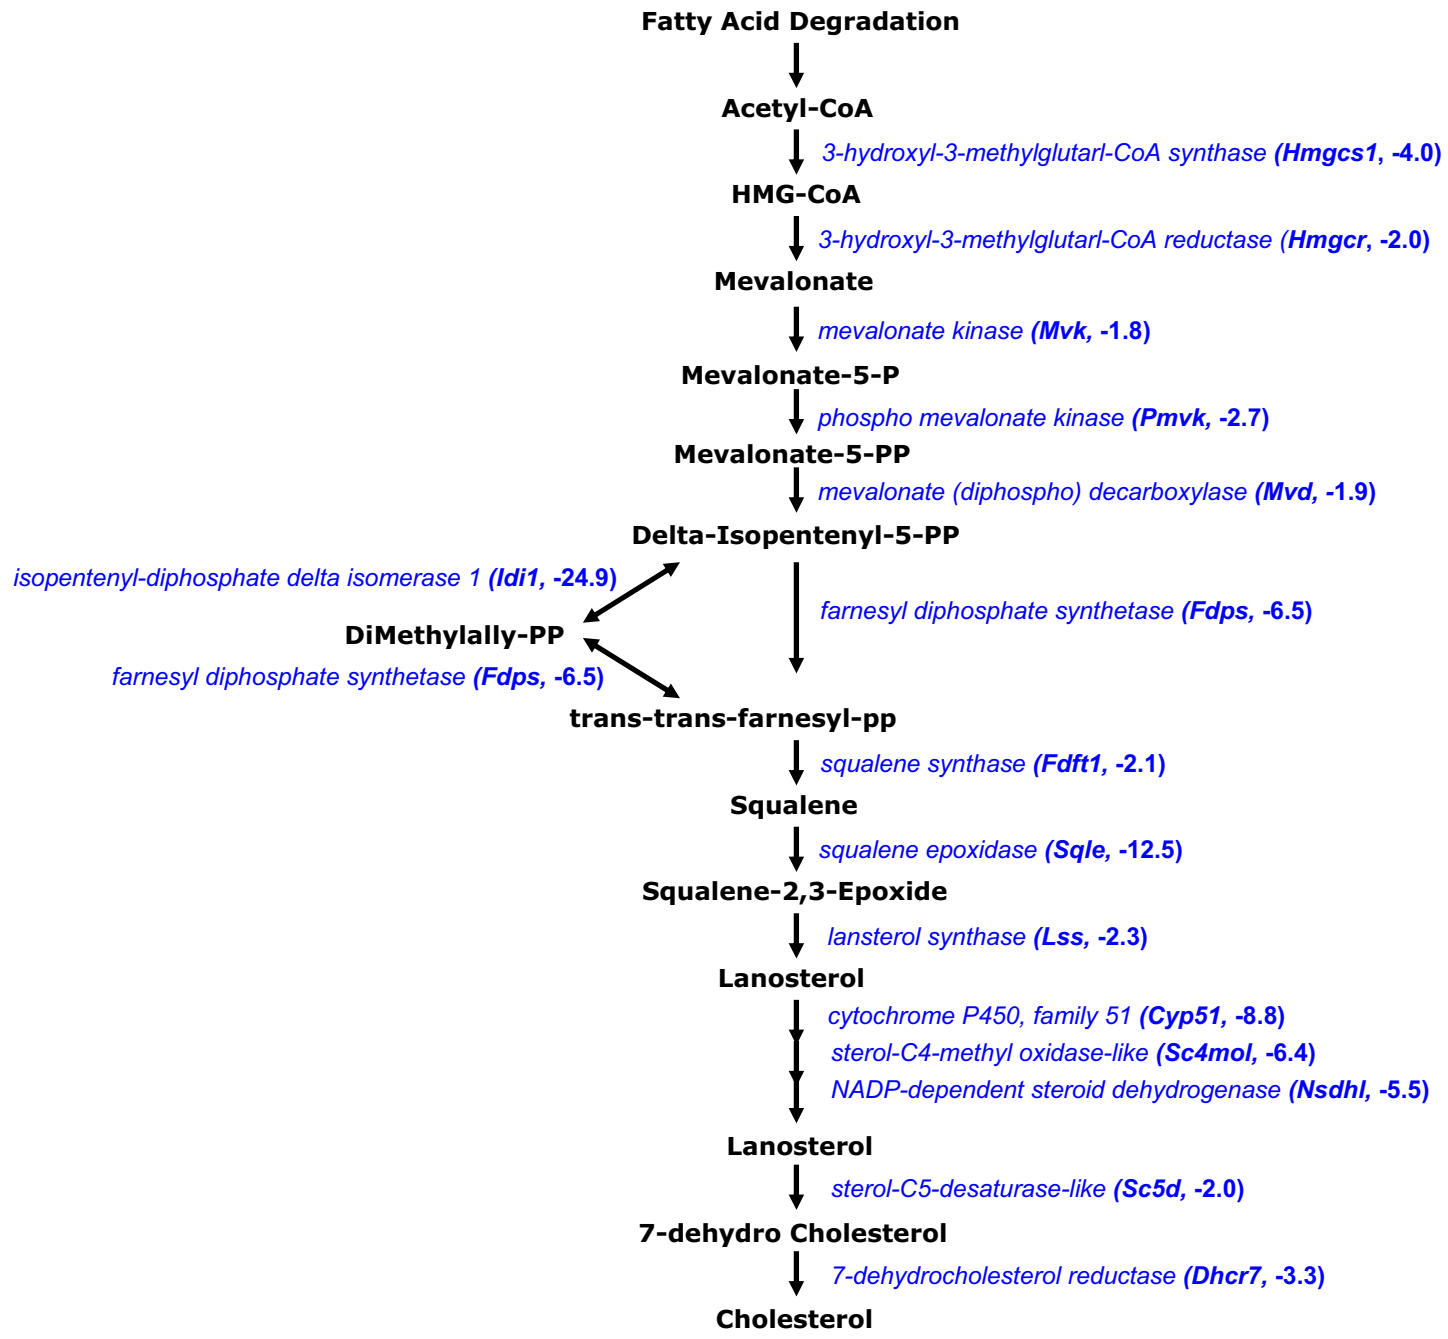 Fatty Acid Degradation
Acetyl-CoA
3-hydroxyl-3-methylglutarl-CoA synthase (Hmgcs1, -4.0)
HMG-CoA
3-hydroxyl-3-methylglutarl-CoA reductase (Hmgcr, -2.0)
Mevalonate
mevalonate kinase (Mvk, -1.8)
Mevalonate-5-P
phospho mevalonate kinase (Pmvk, -2.7)
Mevalonate-5-PP
mevalonate (diphospho) decarboxylase (Mvd, -1.9)
Delta-Isopentenyl-5-PP
isopentenyl-diphosphate delta isomerase 1 (Idi1, -24.9)
farnesyl diphosphate synthetase (Fdps, -6.5)
DiMethylally-PP
farnesyl diphosphate synthetase (Fdps, -6.5)
trans-trans-farnesyl-pp
squalene synthase (Fdft1, -2.1)
Squalene
squalene epoxidase (Sqle, -12.5)
Squalene-2,3-Epoxide
lansterol synthase (Lss, -2.3)
Lanosterol
cytochrome P450, family 51 (Cyp51, -8.8)
sterol-C4-methyl oxidase-like (Sc4mol, -6.4)
NADP-dependent steroid dehydrogenase (Nsdhl, -5.5)
Lanosterol
sterol-C5-desaturase-like (Sc5d, -2.0)
7-dehydro Cholesterol
7-dehydrocholesterol reductase (Dhcr7, -3.3)
Cholesterol